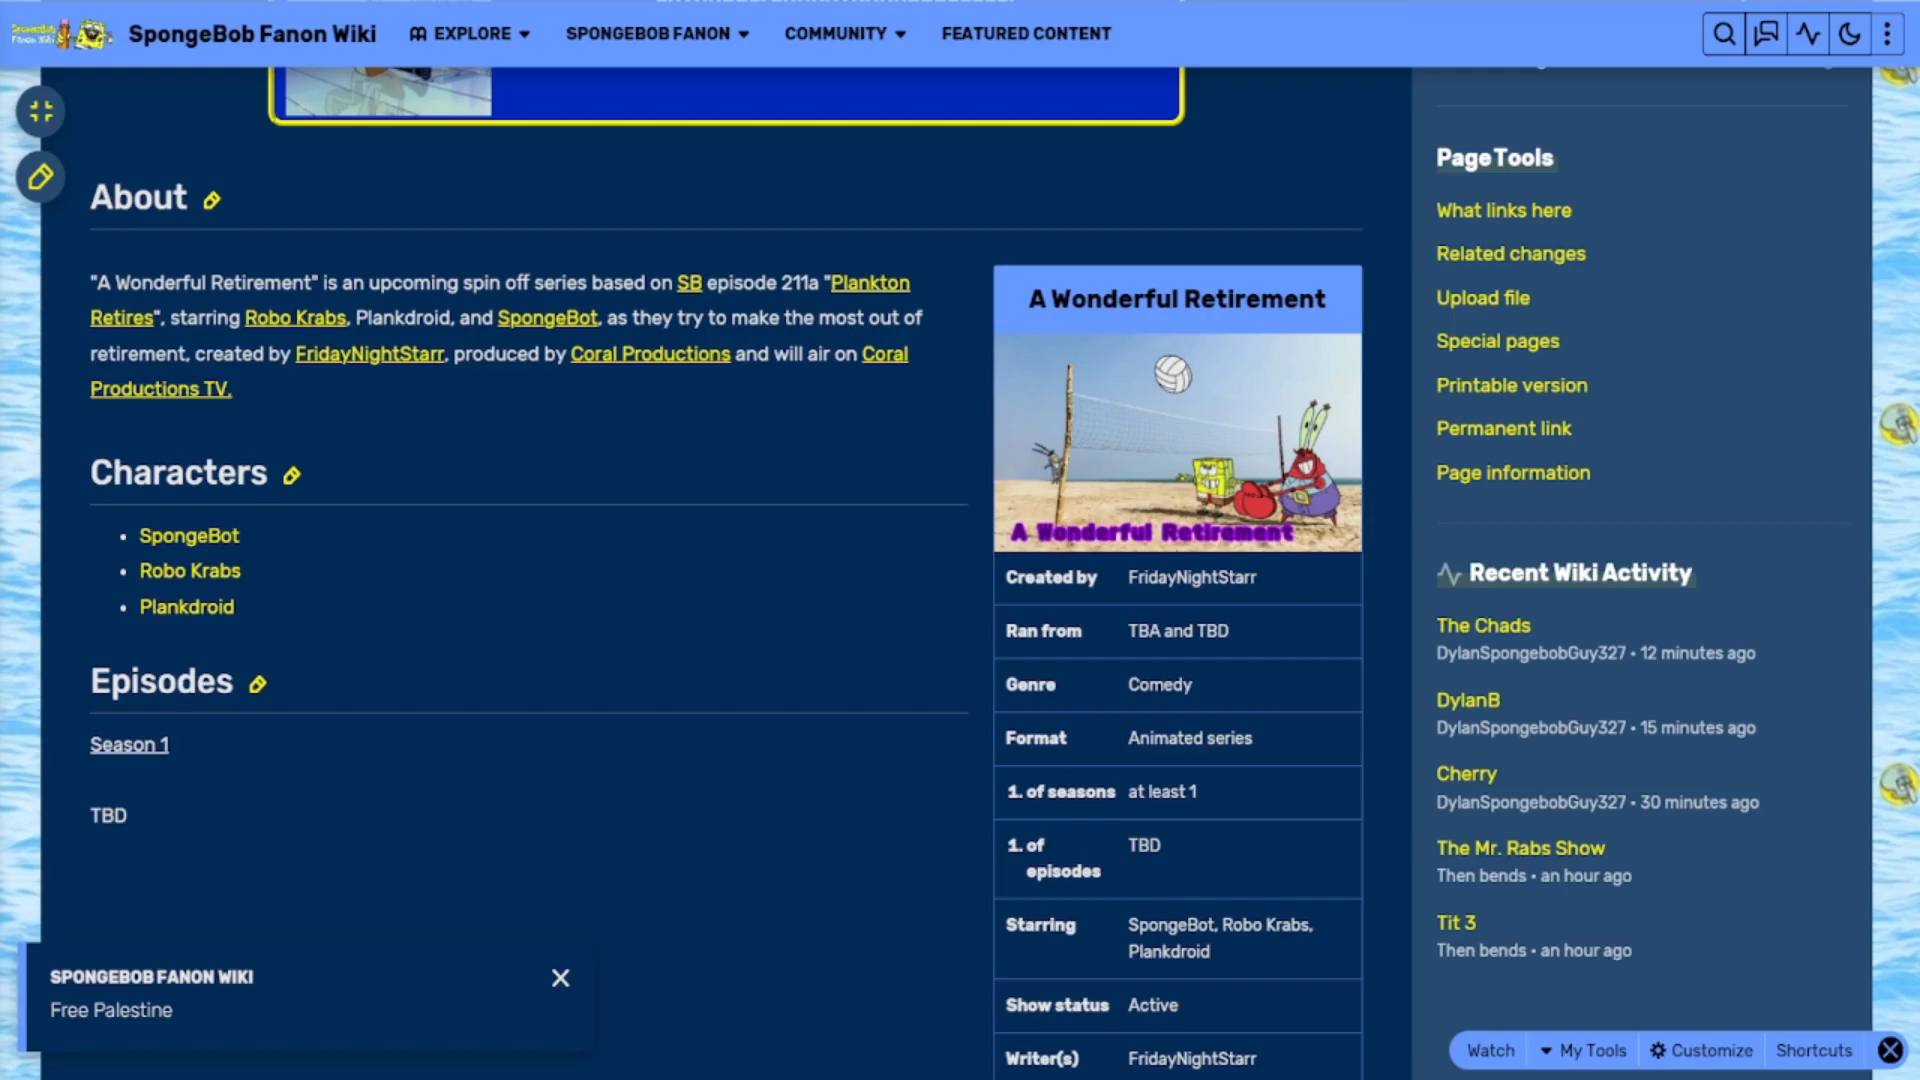 SpongeBob Fanon Wiki
EXPLORE
SPONGEBOB FANON
COMMUNITY
FEATURED CONTENT
About
"A Wonderful Retirement" is an upcoming spin off series based on SB episode 211a "Plankton
Retires", starring Robo Krabs, Plankdroid, and SpongeBot, as they try to make the most out of
retirement, created by FridayNightStarr, produced by Coral Productions and will air on Coral
Productions TV.
Characters
• SpongeBot
• Robo Krabs
• Plankdroid
Episodes
Season 1
TBD
A Wonderful Retirement
A Wonderful Retirement
Created by FridayNightStarr
Ran from TBA and TBD
Genre Comedy
Format Animated series
1. of seasons at least 1
1. of TBD
episodes
Starring SpongeBot, Robo Krabs,
Plankdroid
Show status Active
Writer(s) FridayNightStarr
Page Tools
What links here
Related changes
Upload file
Special pages
Printable version
Permanent link
Page information
Recent Wiki Activity
The Chads
DylanSpongebobGuy327 • 12 minutes ago
DylanB
DylanSpongebobGuy327 • 15 minutes ago
Cherry
DylanSpongebobGuy327 • 30 minutes ago
The Mr. Rabs Show
Then bends • an hour ago
Tit 3
Then bends • an hour ago
SPONGEBOB FANON WIKI
Free Palestine
Watch
My Tools
Customize
Shortcuts